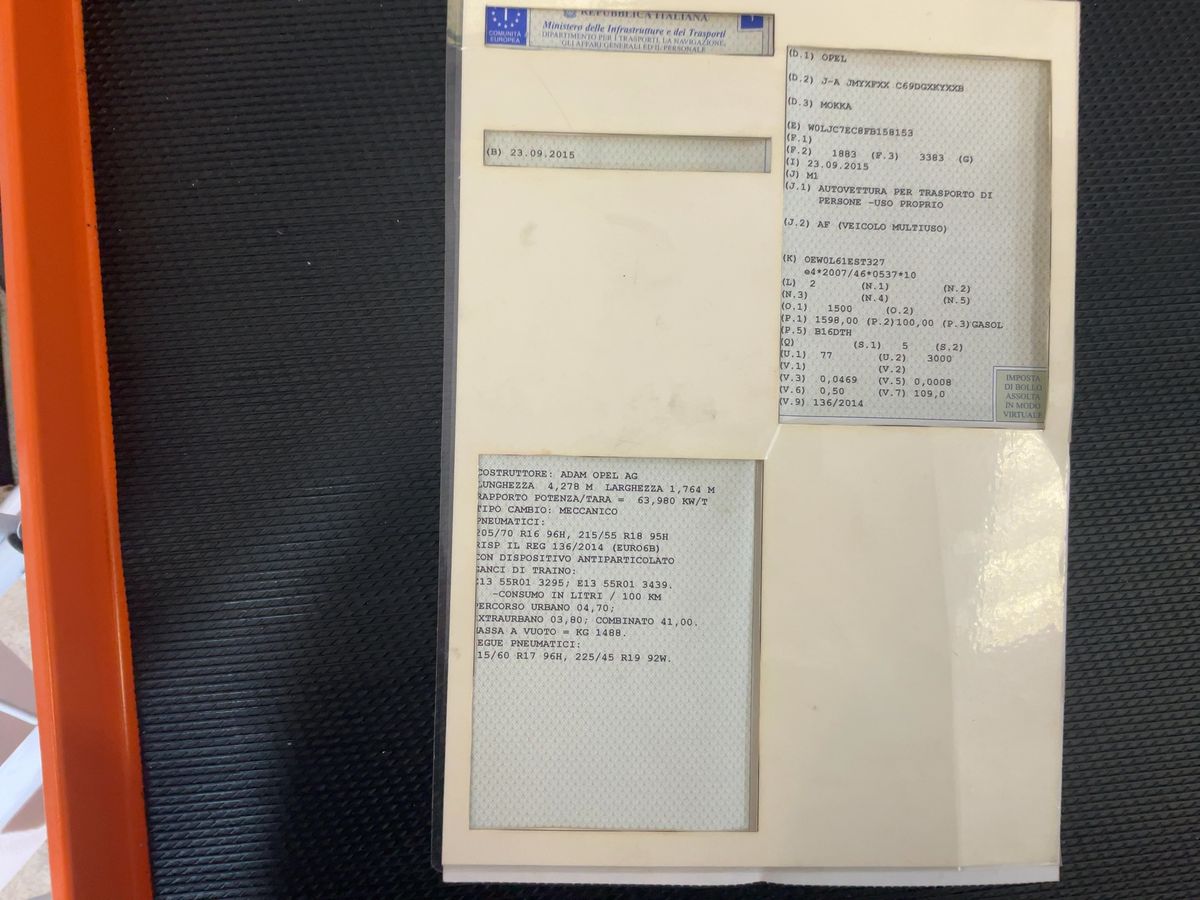 COMUNITÀ
EUROPEA
I
REPUBBLICA ITALIANA
Ministero delle Infrastrutture e dei Trasporti
DIPARTIMENTO PER I TRASPORTI, LA NAVIGAZIONE,
GLI AFFARI GENERALI ED IL PERSONALE
(B) 23.09.2015
(D.1) OPEL
(D.2) J-A JMYXFXX C69DGXKYXXB
(D.3) MOKKA
(E) W0LJC7EC8FB158153
(F.1)
(F.2) 1883 (F.3) 3383 (G)
(I) 23.09.2015
(J) M1
(J.1) AUTOVETTURA PER TRASPORTO DI
PERSONE -USO PROPRIO
(J.2) AF (VEICOLO MULTIUSO)
(K) OEW0L61EST327
e4*2007/46*0537*10
(L) 2 (N.1) (N.2)
(N.3) (N.4) (N.5)
(O.1) 1500 (O.2)
(P.1) 1598,00 (P.2)100,00 (P.3)GASOL
(P.5) B16DTH
(Q) (S.1) 5 (S.2)
(U.1) 77 (U.2) 3000
(V.1) (V.2)
(V.3) 0,0469 (V.5) 0,0008
(V.6) 0,50 (V.7) 109,0
(V.9) 136/2014
IMPOSTA
DI BOLLO
ASSOLTA
IN MODO
VIRTUALE
COSTRUTTORE: ADAM OPEL AG
LUNGHEZZA 4,278 M LARGHEZZA 1,764 M
RAPPORTO POTENZA/TARA = 63,980 KW/T
TIPO CAMBIO: MECCANICO
PNEUMATICI:
205/70 R16 96H, 215/55 R18 95H
RISP IL REG 136/2014 (EURO6B)
CON DISPOSITIVO ANTIPARTICOLATO
GANCI DI TRAINO:
E13 55R01 3295; E13 55R01 3439.
-CONSUMO IN LITRI / 100 KM
PERCORSO URBANO 04,70;
EXTRAURBANO 03,80; COMBINATO 41,00.
ASSA A VUOTO = KG 1488.
EGUE PNEUMATICI:
15/60 R17 96H, 225/45 R19 92W.